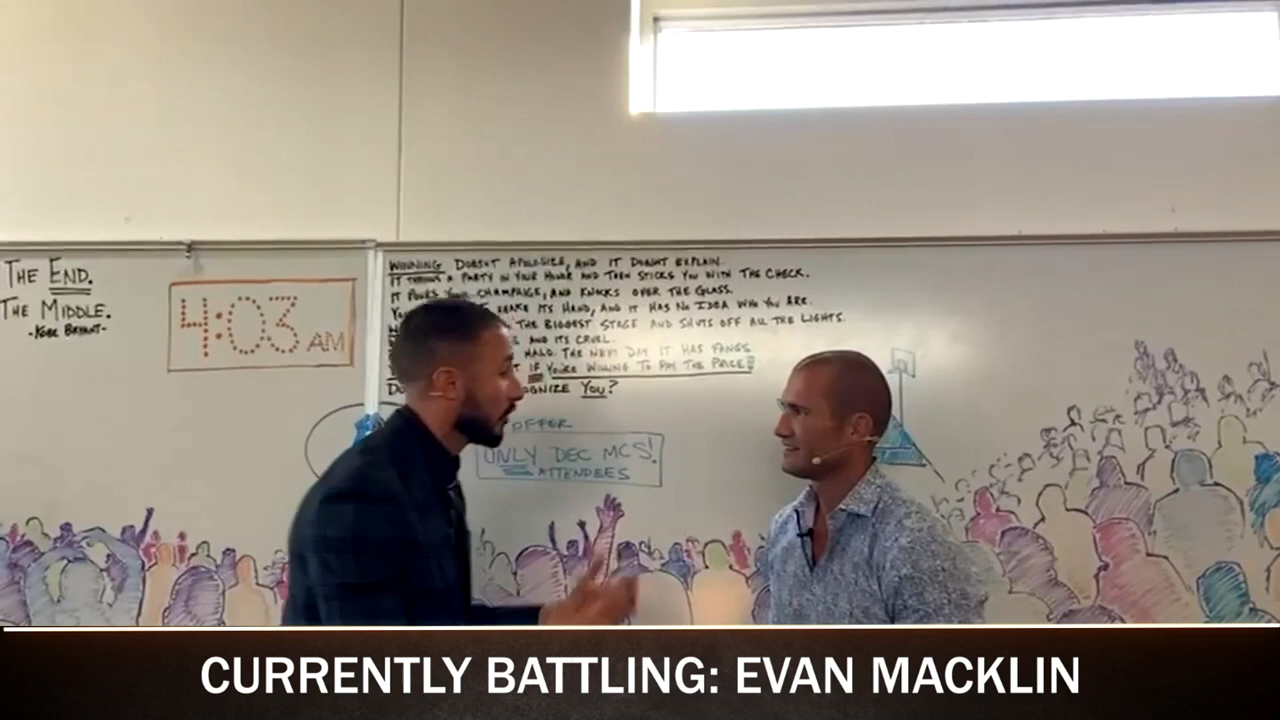 THE END.
THE MIDDLE.
-KOBE BRYANT-
4:03 AM
WINNING DOESNT APOLOGIZE, AND IT DOESNT EXPLAIN.
IT THROWS A PARTY IN YOUR HONOR AND THEN STICKS YOU WITH THE CHECK.
IT POURS YOUR CHAMPAIGE, AND KNOCKS OVER THE GLASS.
SHAKE ITS HAND, AND IT HAS NO IDEA WHO YOU ARE.
THE BIGGEST STAGE AND SHUTS OFF ALL THE LIGHTS.
AND ITS CRUEL.
HALO. THE NEXT DAY IT HAS FANGS
IF YOU'RE WILLING TO PAY THE PRICE!
YOU?
OFFER
ONLY DEC MCS!
ATTENDEES
CURRENTLY BATTLING: EVAN MACKLIN